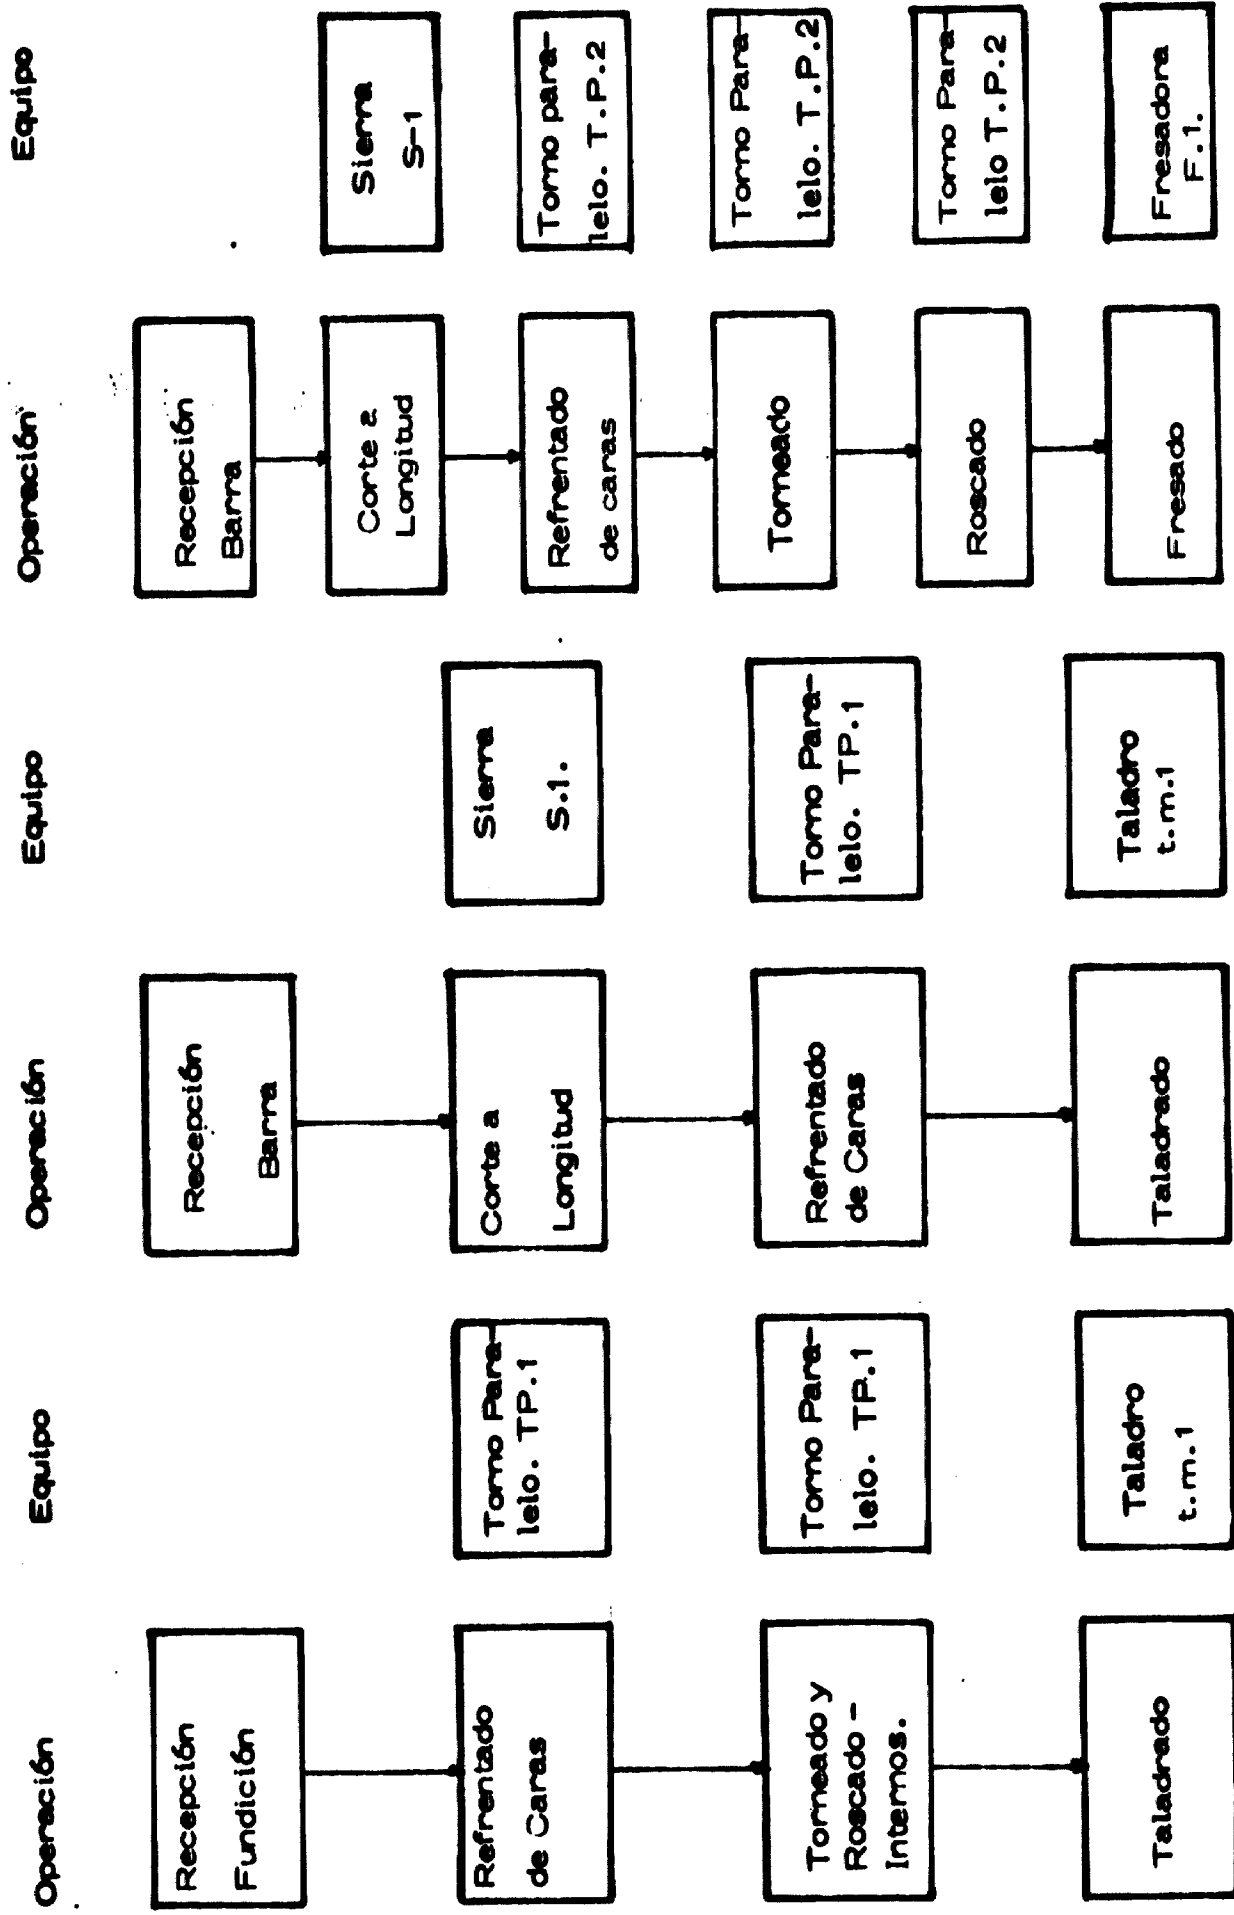 Operación
Equipo
Operación
Equipo
Operación
Equipo
Recepción
Fundición
Refrentado
de Caras
Torneado y
Roscado -
Internos.
Taladrado
Torno Para-
lelo. TP.1
Torno Para-
lelo. TP.1
Taladro
t.m.1
Recepción
Barra
Corte a
Longitud
Refrentado
de Caras
Taladrado
Sierra
S.1.
Torno Para-
lelo. TP.1
Taladro
t.m.1
Recepción
Barra
Corte a
Longitud
Refrentado
de caras
Torneado
Roscado
Fresado
Sierra
S-1
Torno para-
lelo. T.P.2
Torno Para-
lelo. T.P.2
Torno Para-
lelo T.P.2
Fresadora
F.1.